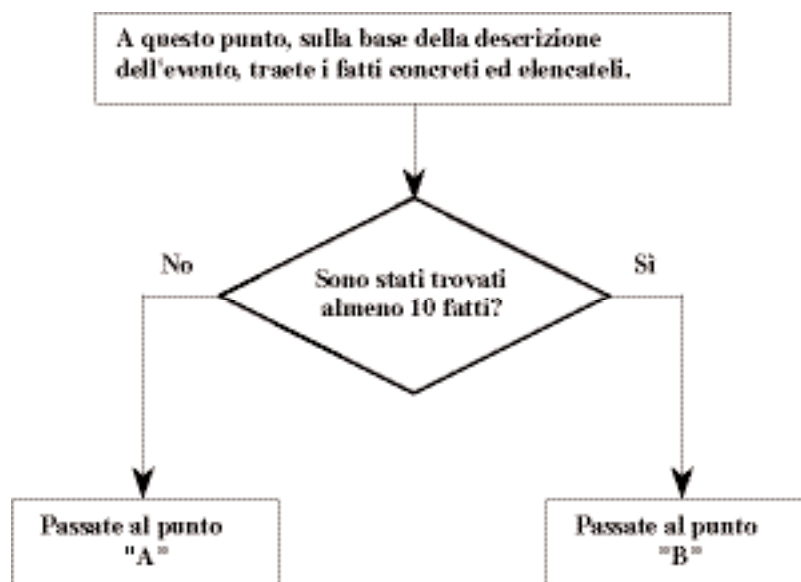 A questo punto, sulla base della descrizione
dell'evento, traete i fatti concreti ed elencateli.
No
Sì
Sono stati trovati
almeno 10 fatti?
Passate al punto
"A"
Passate al punto
"B"